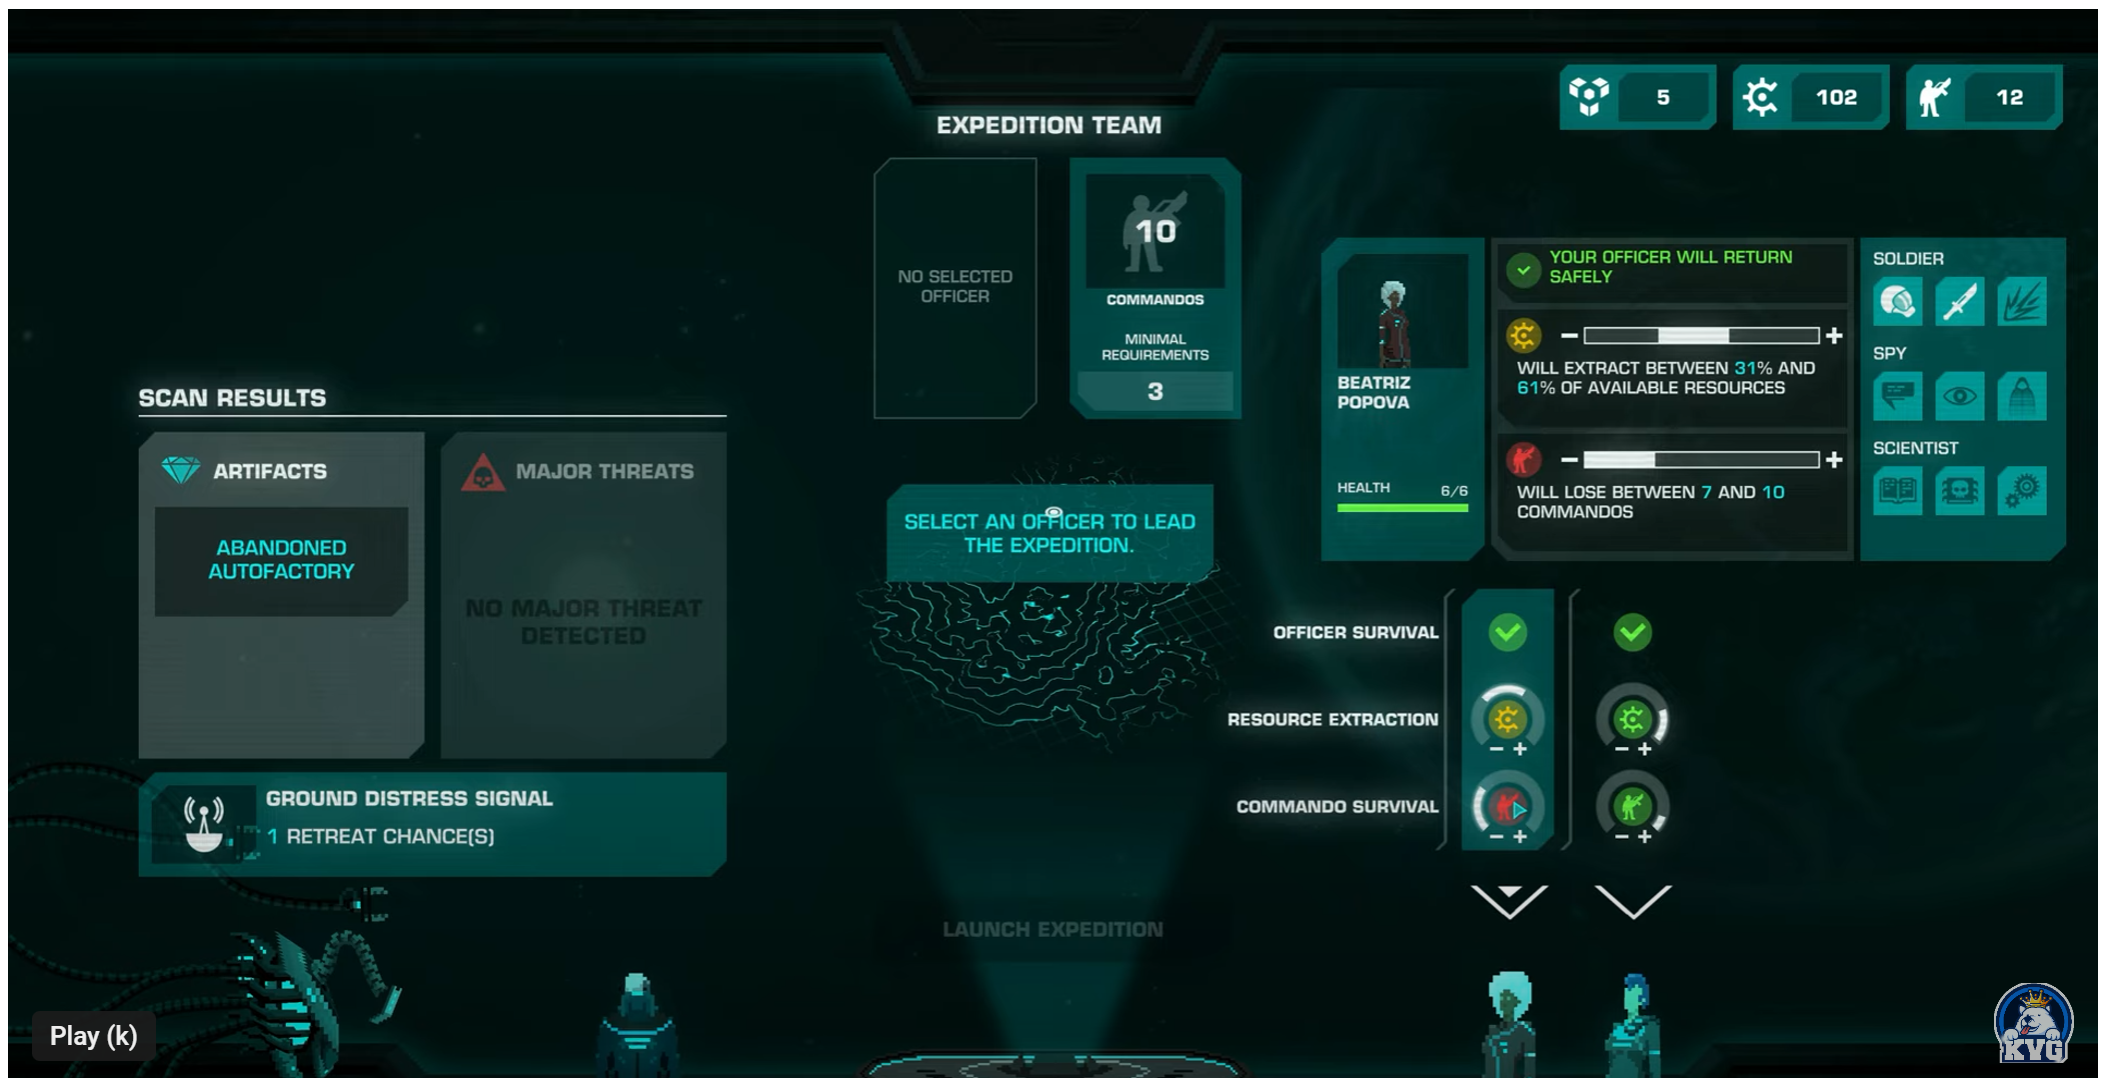 5
102
12
EXPEDITION TEAM
NO SELECTED
OFFICER
10
COMMANDOS
MINIMAL
REQUIREMENTS
3
SCAN RESULTS
ARTIFACTS
ABANDONED
AUTOFACTORY
MAJOR THREATS
NO MAJOR THREAT
DETECTED
GROUND DISTRESS SIGNAL
1 RETREAT CHANCE(S)
SELECT AN OFFICER TO LEAD
THE EXPEDITION.
LAUNCH EXPEDITION
BEATRIZ
POPOVA
HEALTH 6/6
YOUR OFFICER WILL RETURN
SAFELY
− +
WILL EXTRACT BETWEEN 31% AND
61% OF AVAILABLE RESOURCES
− +
WILL LOSE BETWEEN 7 AND 10
COMMANDOS
SOLDIER
SPY
SCIENTIST
OFFICER SURVIVAL
RESOURCE EXTRACTION
− + − +
COMMANDO SURVIVAL
− + − +
Play (k)
KVG